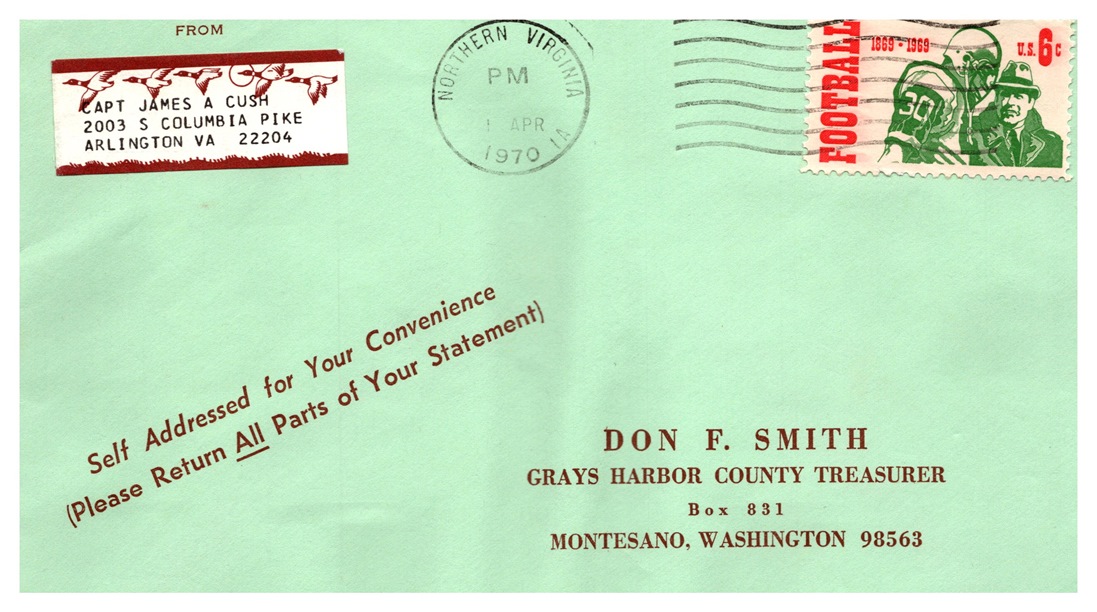 FROM
CAPT JAMES A CUSH
2003 S COLUMBIA PIKE
ARLINGTON VA 22204
NORTHERN VIRGINIA
PM
1 APR
1970
FOOTBALL
1869 - 1969
U.S. 6c
30
Self Addressed for Your Convenience
(Please Return All Parts of Your Statement)
DON F. SMITH
GRAYS HARBOR COUNTY TREASURER
Box 831
MONTESANO, WASHINGTON 98563